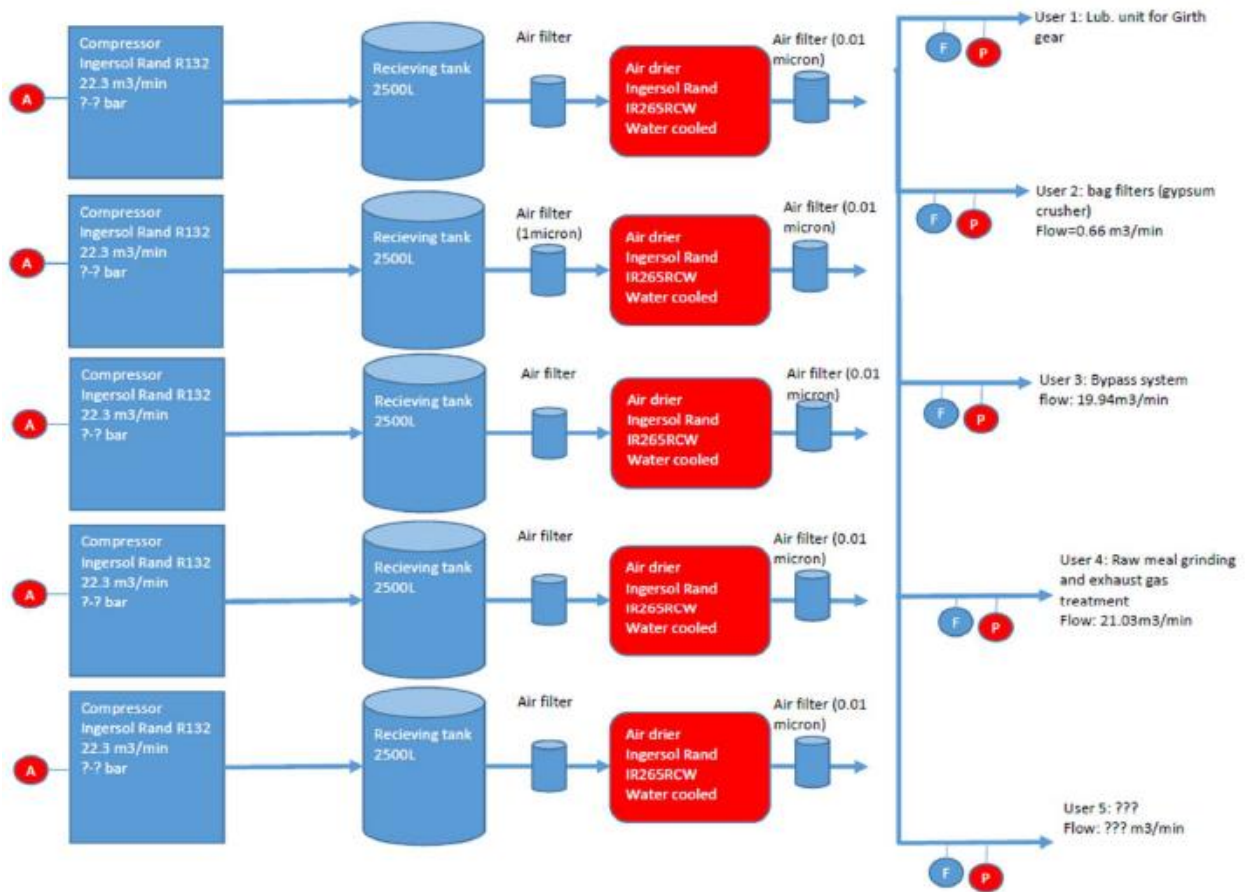 A
Compressor
Ingersol Rand R132
22.3 m3/min
?-? bar
Recieving tank
2500L
Air filter
Air drier
Ingersol Rand
IR265RCW
Water cooled
Air filter (0.01
micron)
A
Compressor
Ingersol Rand R132
22.3 m3/min
?-? bar
Recieving tank
2500L
Air filter
(1micron)
Air drier
Ingersol Rand
IR265RCW
Water cooled
Air filter (0.01
micron)
A
Compressor
Ingersol Rand R132
22.3 m3/min
?-? bar
Recieving tank
2500L
Air filter
Air drier
Ingersol Rand
IR265RCW
Water cooled
Air filter (0.01
micron)
A
Compressor
Ingersol Rand R132
22.3 m3/min
?-? bar
Recieving tank
2500L
Air filter
Air drier
Ingersol Rand
IR265RCW
Water cooled
Air filter (0.01
micron)
A
Compressor
Ingersol Rand R132
22.3 m3/min
?-? bar
Recieving tank
2500L
Air filter
Air drier
Ingersol Rand
IR265RCW
Water cooled
Air filter (0.01
micron)
F
P
User 1: Lub. unit for Girth
gear
F
P
User 2: bag filters (gypsum
crusher)
Flow=0.66 m3/min
F
P
User 3: Bypass system
flow: 19.94m3/min
F
P
User 4: Raw meal grinding
and exhaust gas
treatment
Flow: 21.03m3/min
F
P
User 5: ???
Flow: ??? m3/min